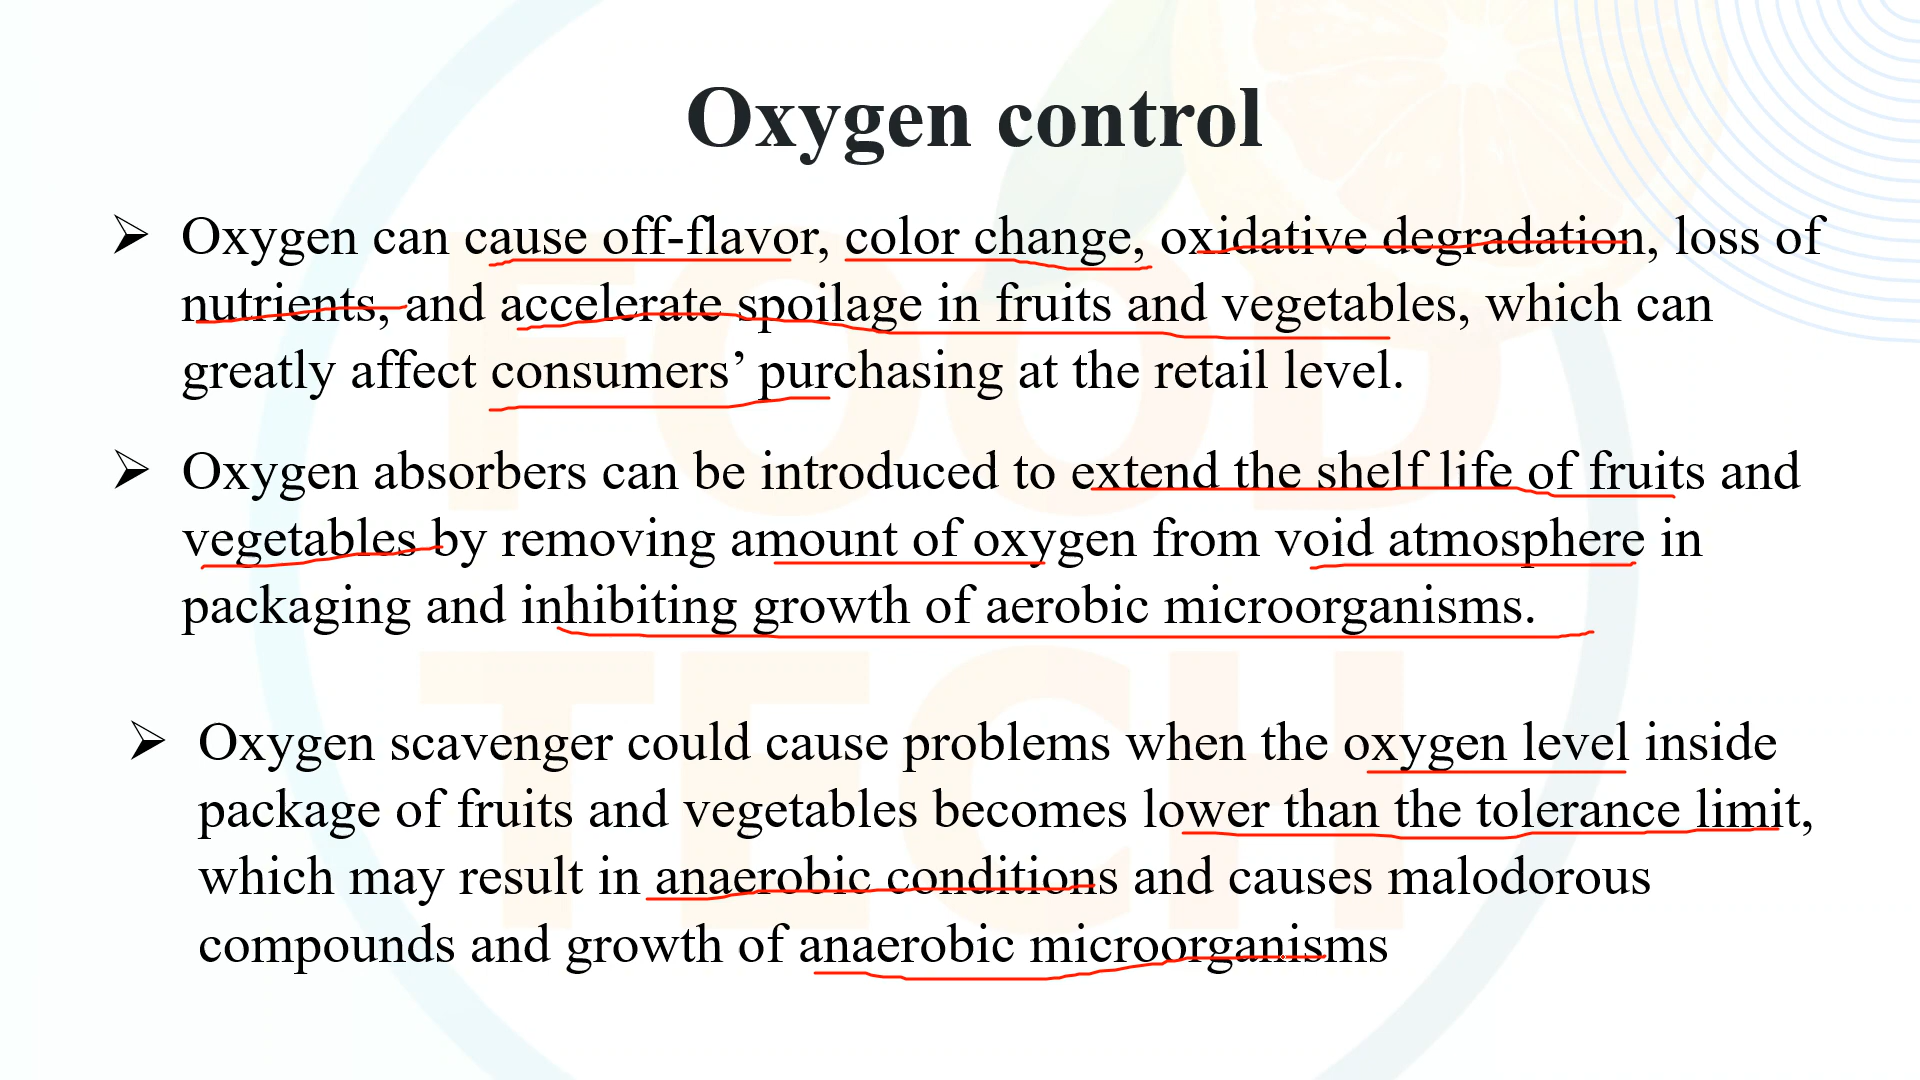 Oxygen control
➢ Oxygen can cause off-flavor, color change, oxidative degradation, loss of
nutrients, and accelerate spoilage in fruits and vegetables, which can
greatly affect consumers’ purchasing at the retail level.
➢ Oxygen absorbers can be introduced to extend the shelf life of fruits and
vegetables by removing amount of oxygen from void atmosphere in
packaging and inhibiting growth of aerobic microorganisms.
➢ Oxygen scavenger could cause problems when the oxygen level inside
package of fruits and vegetables becomes lower than the tolerance limit,
which may result in anaerobic conditions and causes malodorous
compounds and growth of anaerobic microorganisms
FOOD
TECH